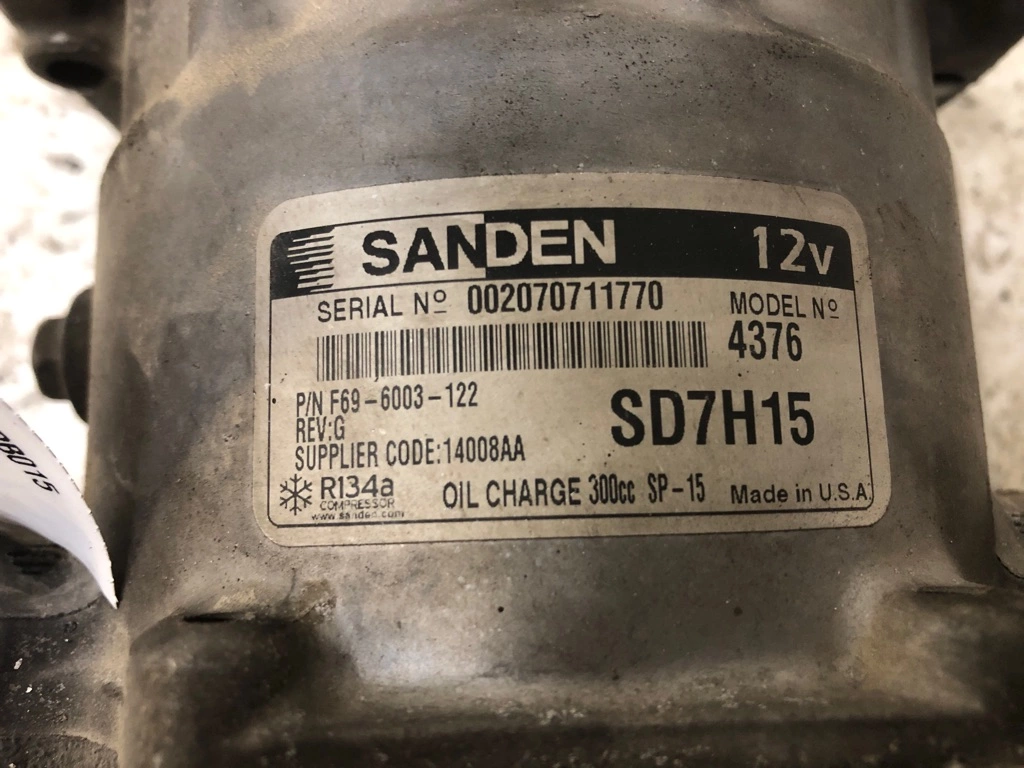 SANDEN 12v
SERIAL Nº 002070711770 MODEL Nº
4376
P/N F69-6003-122
REV:G
SD7H15
SUPPLIER CODE:14008AA
R134a
COMPRESSOR
www.sanden.com
OIL CHARGE 300cc SP-15 Made in U.S.A.
B015